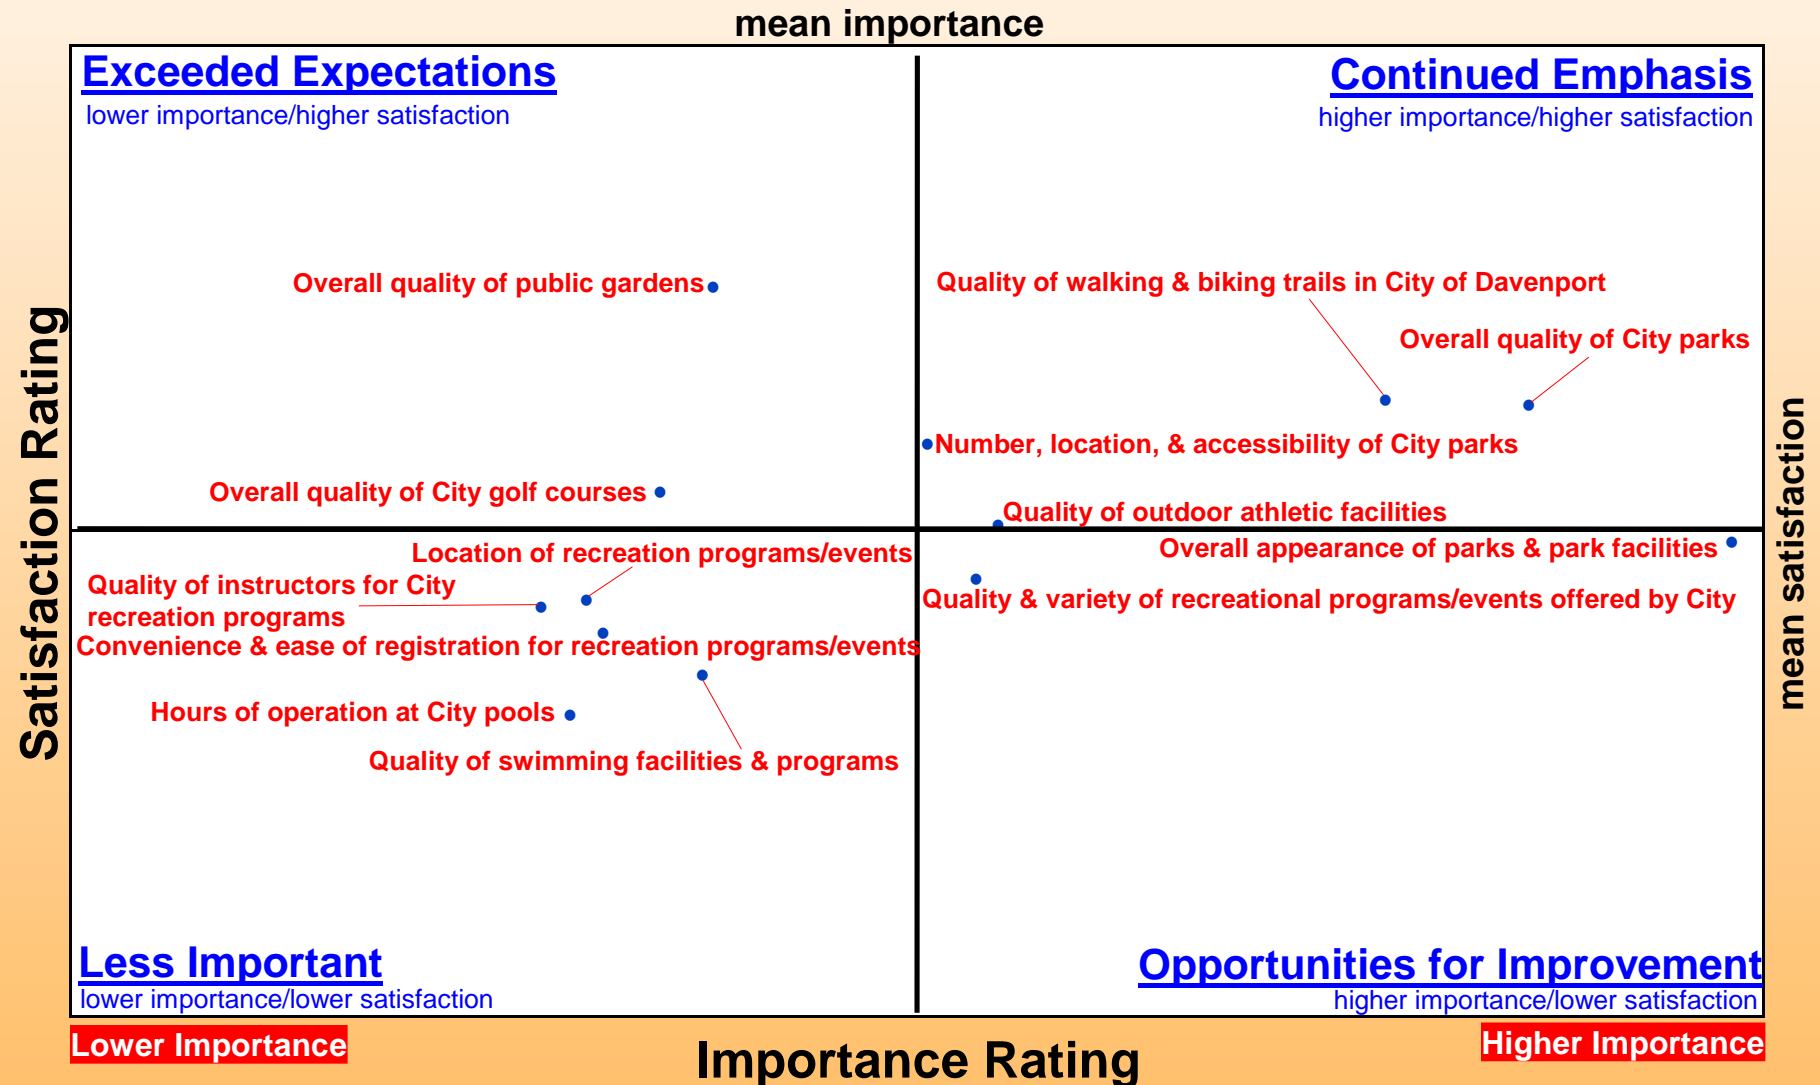 mean importance
Exceeded Expectations
lower importance/higher satisfaction
Continued Emphasis
higher importance/higher satisfaction
Overall quality of public gardens
Quality of walking & biking trails in City of Davenport
Overall quality of City parks
Number, location, & accessibility of City parks
Overall quality of City golf courses
Quality of outdoor athletic facilities
Satisfaction Rating
mean satisfaction
Location of recreation programs/events
Overall appearance of parks & park facilities
Quality of instructors for City
recreation programs
Quality & variety of recreational programs/events offered by City
Convenience & ease of registration for recreation programs/events
Hours of operation at City pools
Quality of swimming facilities & programs
Less Important
lower importance/lower satisfaction
Opportunities for Improvement
higher importance/lower satisfaction
Lower Importance
Importance Rating
Higher Importance